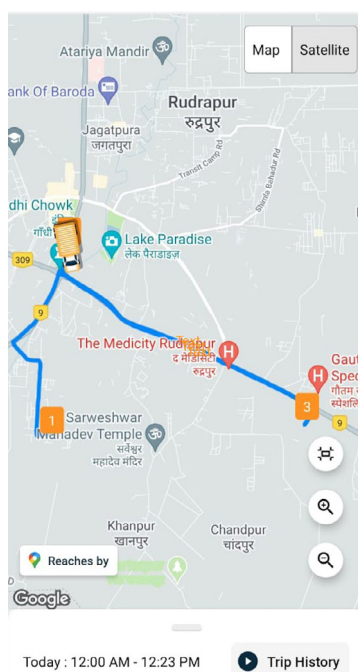 Atariya Mandir
Map
Satellite
ank Of Baroda
Rudrapur
रुद्रपुर
Jagatpura
जगतपुरा
Transit Camp Rd
Shimla Bahadur Rd
dhi Chowk
गाँधी
Lake Paradise
लेक पैराडाइज़
309
9
The Medicity Rudrapur
द मेडिसिटी
रुद्रपुर
H
H
Gaut
Spec
गौतम
स्पेशलि
1
3
9
Sarweshwar
Mahadev Temple
सर्वेश्वर
महादेव मंदिर
Khanpur
खानपुर
Chandpur
चांदपुर
Reaches by
Google
Today : 12:00 AM - 12:23 PM
Trip History